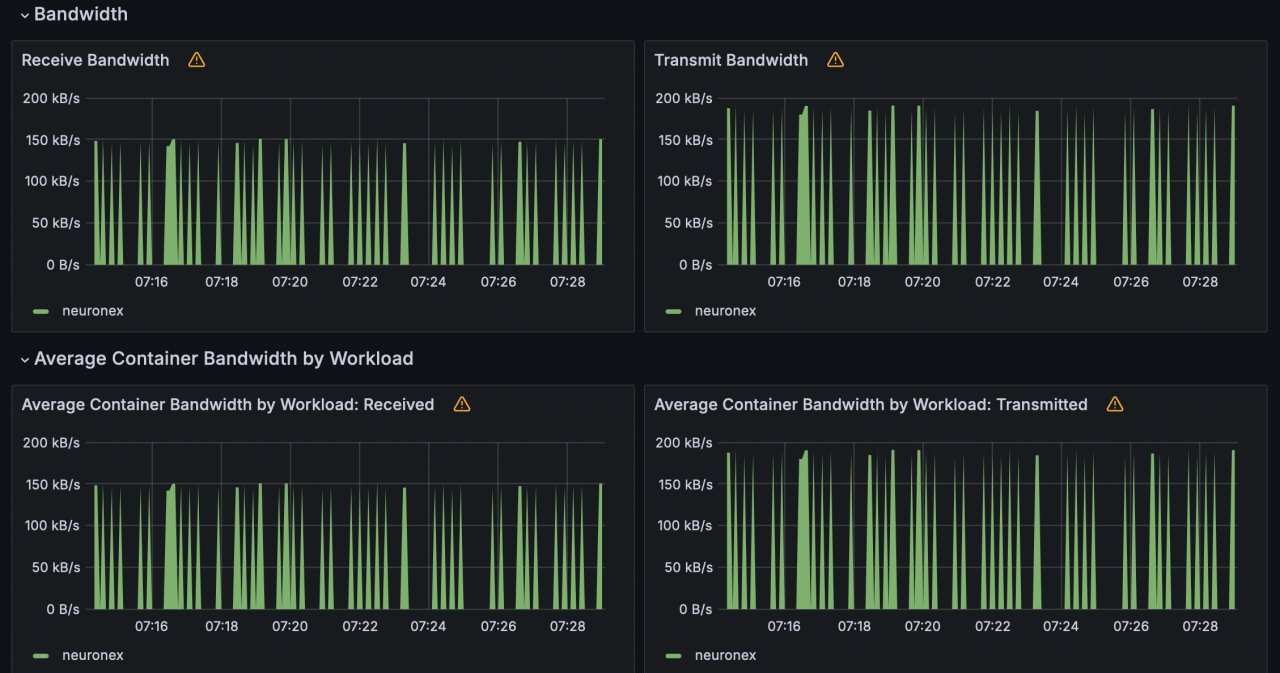 Bandwidth
Receive Bandwidth
200 kB/s
150 kB/s
100 kB/s
50 kB/s
0 B/s
07:16 07:18 07:20 07:22 07:24 07:26 07:28
neuronex
Transmit Bandwidth
200 kB/s
150 kB/s
100 kB/s
50 kB/s
0 B/s
07:16 07:18 07:20 07:22 07:24 07:26 07:28
neuronex
Average Container Bandwidth by Workload
Average Container Bandwidth by Workload: Received
200 kB/s
150 kB/s
100 kB/s
50 kB/s
0 B/s
07:16 07:18 07:20 07:22 07:24 07:26 07:28
neuronex
Average Container Bandwidth by Workload: Transmitted
200 kB/s
150 kB/s
100 kB/s
50 kB/s
0 B/s
07:16 07:18 07:20 07:22 07:24 07:26 07:28
neuronex